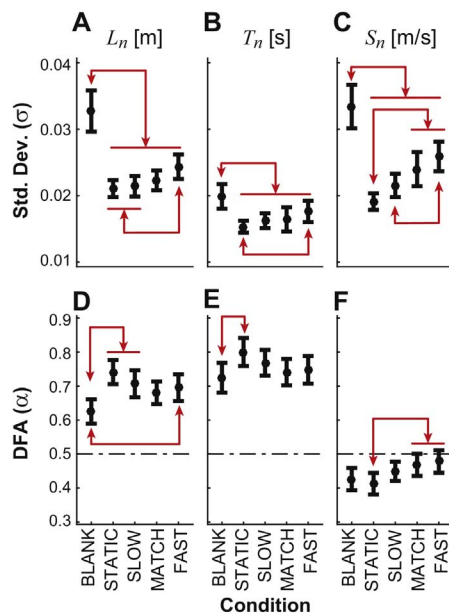 A Ln [m] B Tn [s] C Sn [m/s]
0.04
0.03
0.02
0.01
Std. Dev. (σ)
D E F
0.9
0.8
0.7
0.6
0.5
0.4
0.3
DFA (α)
BLANK STATIC SLOW MATCH FAST BLANK STATIC SLOW MATCH FAST BLANK STATIC SLOW MATCH FAST
Condition